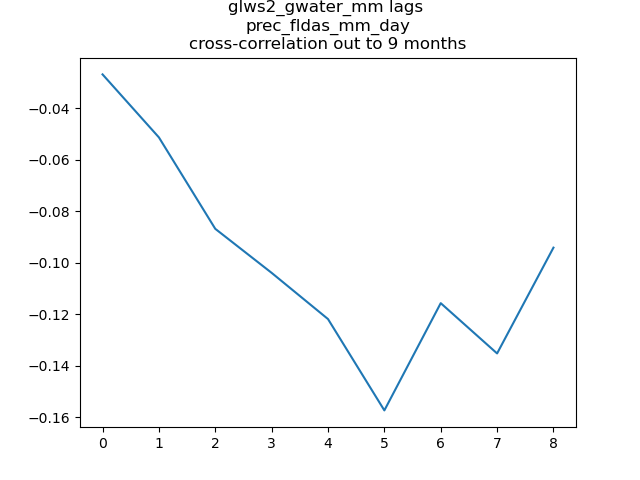 glws2_gwater_mm lags
prec_fldas_mm_day
cross-correlation out to 9 months
−0.04
−0.06
−0.08
−0.10
−0.12
−0.14
−0.16
0 1 2 3 4 5 6 7 8